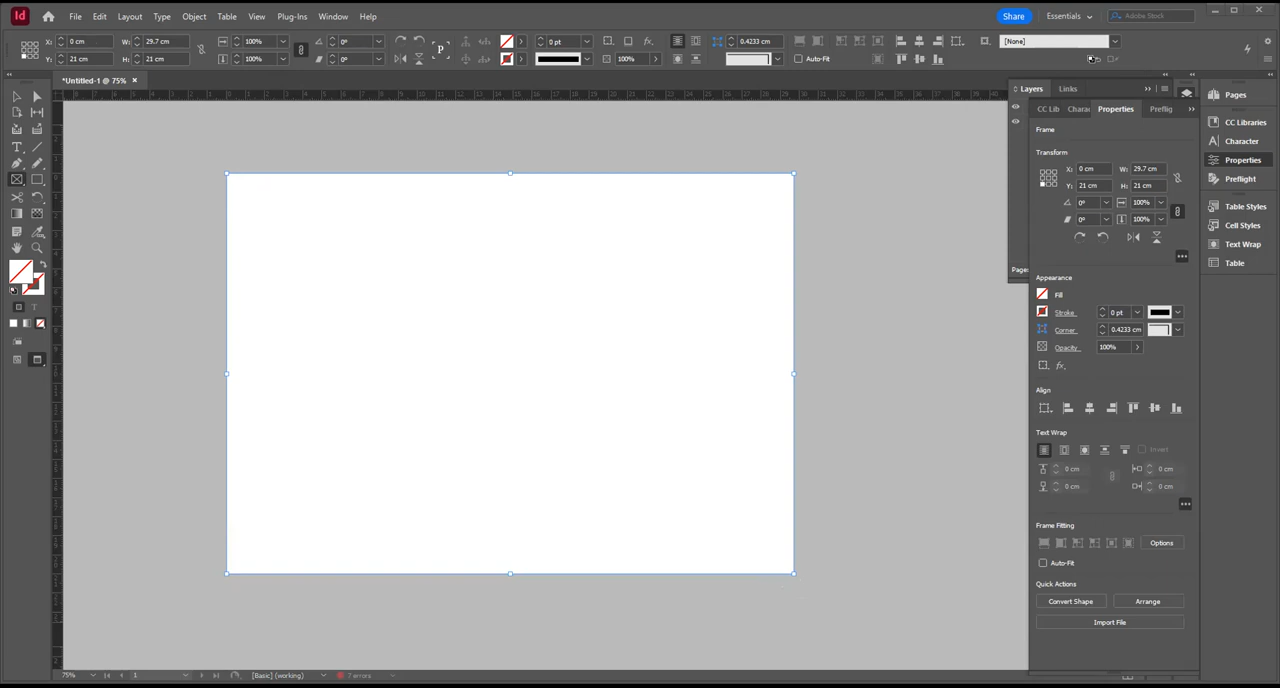 Id File Edit Layout Type Object Table View Plug-Ins Window Help Share Essentials Adobe Stock
X: 0 cm W: 29.7 cm 100% 0° P 0 pt fx. 0.4233 cm [None]
Y: 21 cm H: 21 cm 100% 0° 100% Auto-Fit
*Untitled-1 @ 75% ×
Layers Links
Pages
CC Lib Charac Properties Preflig
CC Libraries
Frame
Character
Transform
Properties
X: 0 cm W: 29.7 cm
Preflight
Y: 21 cm H: 21 cm
0° 100%
Table Styles
0° 100%
Cell Styles
Text Wrap
Table
Pages
Appearance
Fill
Stroke 0 pt
Corner 0.4233 cm
Opacity 100%
fx.
Align
Text Wrap
Invert
0 cm 0 cm
0 cm 0 cm
Frame Fitting
Options
Auto-Fit
Quick Actions
Convert Shape Arrange
Import File
75% 1 [Basic] (working) 7 errors